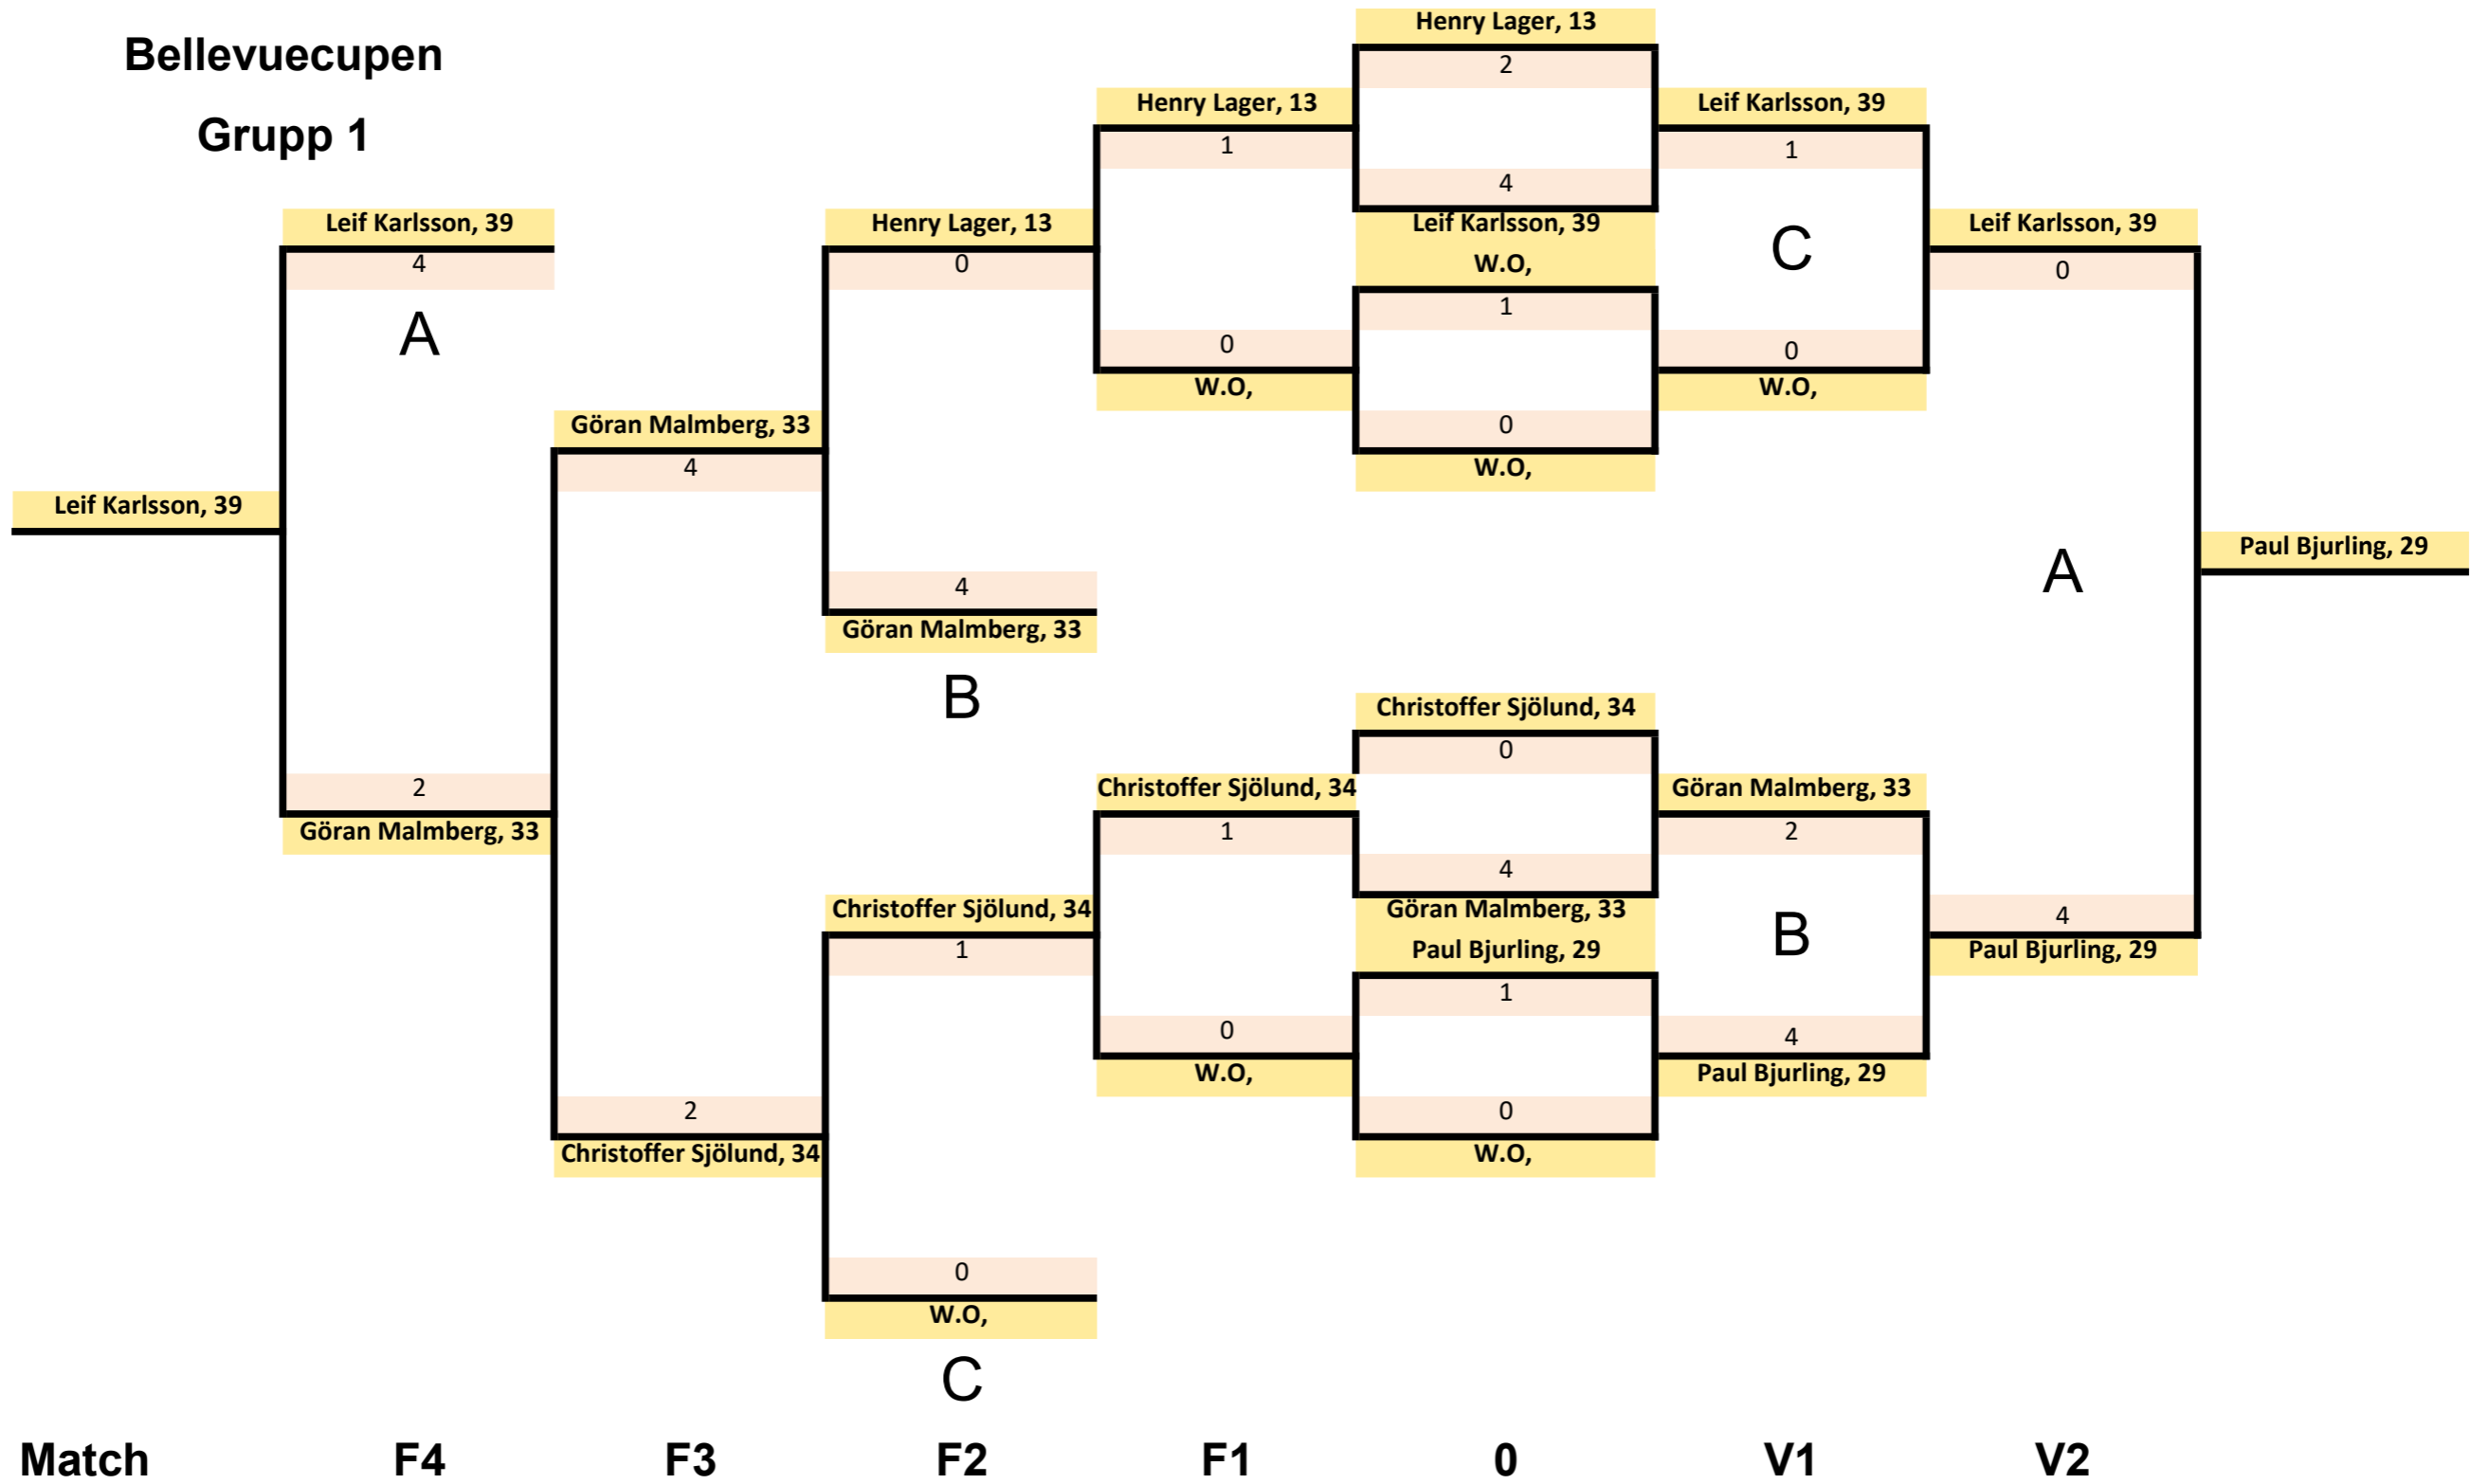 Bellevuecupen
Grupp 1
Leif Karlsson, 39
4
A
Leif Karlsson, 39
2
Göran Malmberg, 33
Göran Malmberg, 33
4
2
Christoffer Sjölund, 34
Henry Lager, 13
0
4
Göran Malmberg, 33
B
Christoffer Sjölund, 34
1
0
W.O,
C
Henry Lager, 13
1
0
W.O,
Christoffer Sjölund, 34
1
0
W.O,
Henry Lager, 13
2
4
Leif Karlsson, 39
W.O,
1
0
W.O,
Christoffer Sjölund, 34
0
4
Göran Malmberg, 33
Paul Bjurling, 29
1
0
W.O,
Leif Karlsson, 39
1
C
0
W.O,
Göran Malmberg, 33
2
B
4
Paul Bjurling, 29
Leif Karlsson, 39
0
A
4
Paul Bjurling, 29
Paul Bjurling, 29
Match F4 F3 F2 F1 0 V1 V2